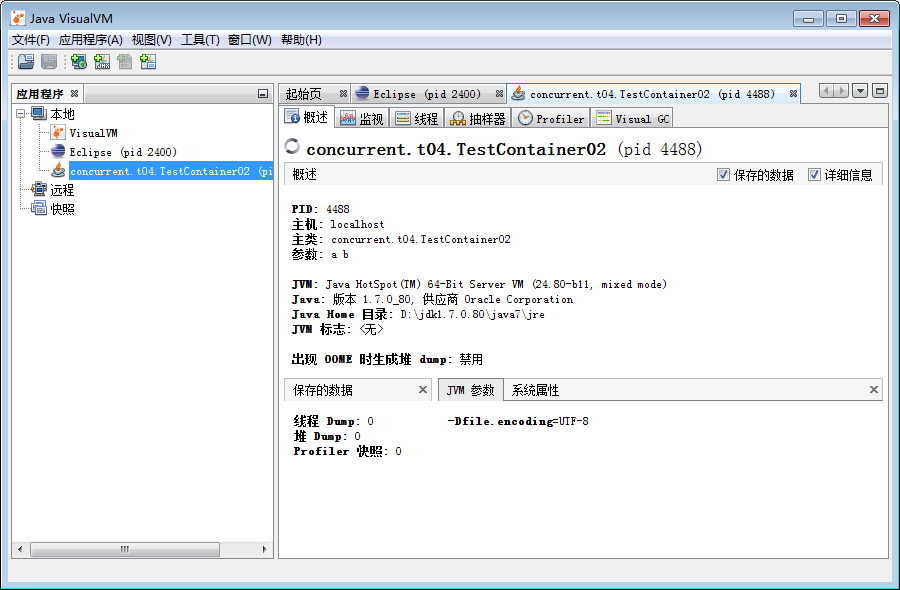 Java VisualVM
文件(F) 应用程序(A) 视图(V) 工具(T) 窗口(W) 帮助(H)
应用程序
本地
VisualVM
Eclipse (pid 2400)
concurrent.t04.TestContainer02 (pi
远程
快照
起始页 Eclipse (pid 2400) concurrent.t04.TestContainer02 (pid 4488)
概述 监视 线程 抽样器 Profiler Visual GC
concurrent.t04.TestContainer02 (pid 4488)
概述 保存的数据 详细信息
PID: 4488
主机: localhost
主类: concurrent.t04.TestContainer02
参数: a b
JVM: Java HotSpot(TM) 64-Bit Server VM (24.80-b11, mixed mode)
Java: 版本 1.7.0_80, 供应商 Oracle Corporation
Java Home 目录: D:\jdk1.7.0.80\java7\jre
JVM 标志: <无>
出现 OOME 时生成堆 dump: 禁用
保存的数据 JVM 参数 系统属性
线程 Dump: 0
堆 Dump: 0
Profiler 快照: 0
-Dfile.encoding=UTF-8